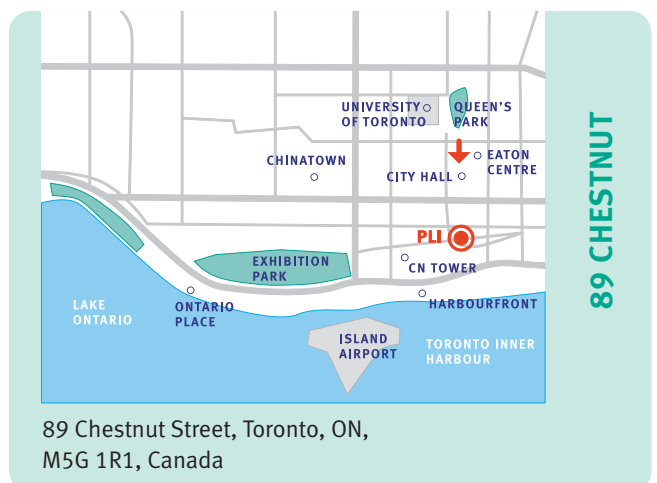 UNIVERSITY
OF TORONTO
QUEEN'S
PARK
CHINATOWN
EATON
CENTRE
CITY HALL
PLI
EXHIBITION
PARK
CN TOWER
LAKE
ONTARIO
ONTARIO
PLACE
HARBOURFRONT
ISLAND
AIRPORT
TORONTO INNER
HARBOUR
89 CHESTNUT
89 Chestnut Street, Toronto, ON,
M5G 1R1, Canada